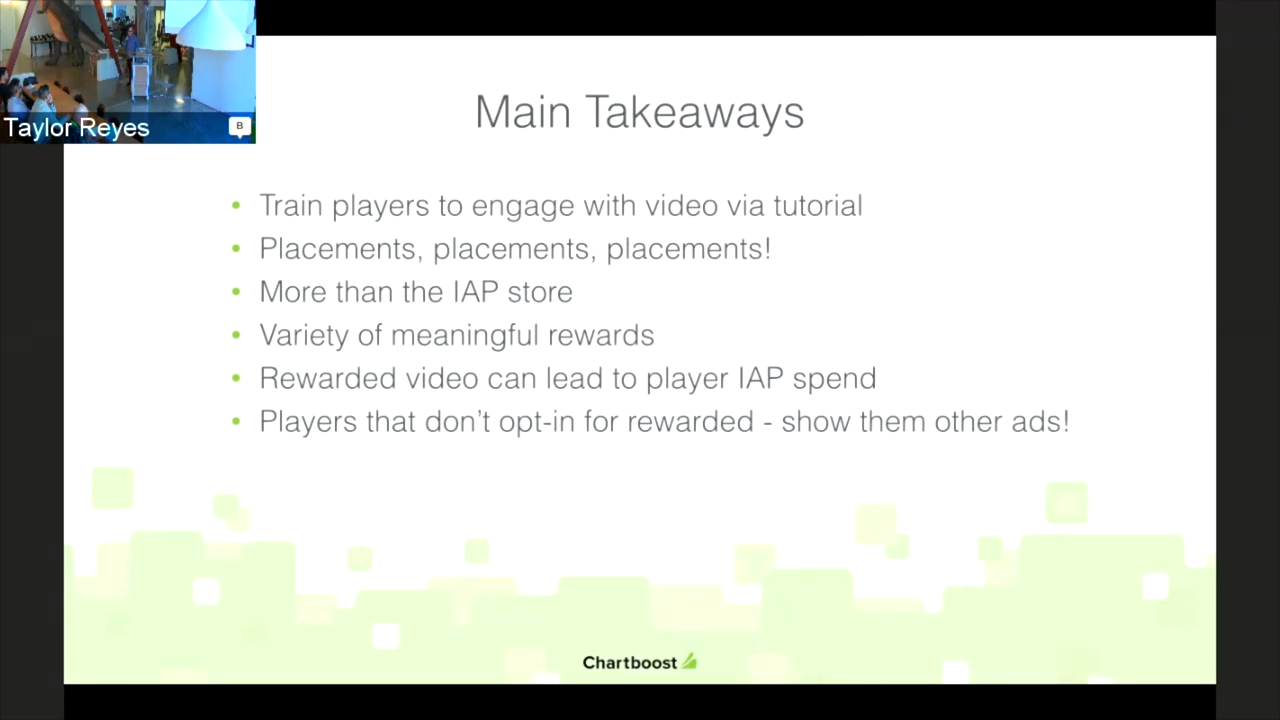 Taylor Reyes
B
Main Takeaways
• Train players to engage with video via tutorial
• Placements, placements, placements!
• More than the IAP store
• Variety of meaningful rewards
• Rewarded video can lead to player IAP spend
• Players that don’t opt-in for rewarded - show them other ads!
Chartboost